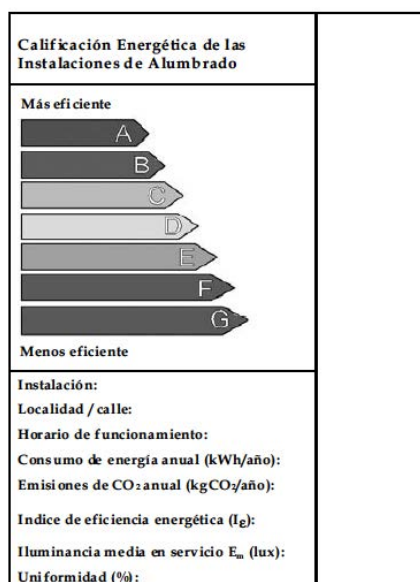 Calificación Energética de las
Instalaciones de Alumbrado
Más eficiente
A
B
C
D
E
F
G
Menos eficiente
Instalación:
Localidad / calle:
Horario de funcionamiento:
Consumo de energía anual (kWh/año):
Emisiones de CO₂ anual (kgCO₂/año):
Indice de eficiencia energética (Iε):
Iluminancia media en servicio Eₘ (lux):
Uniformidad (%):